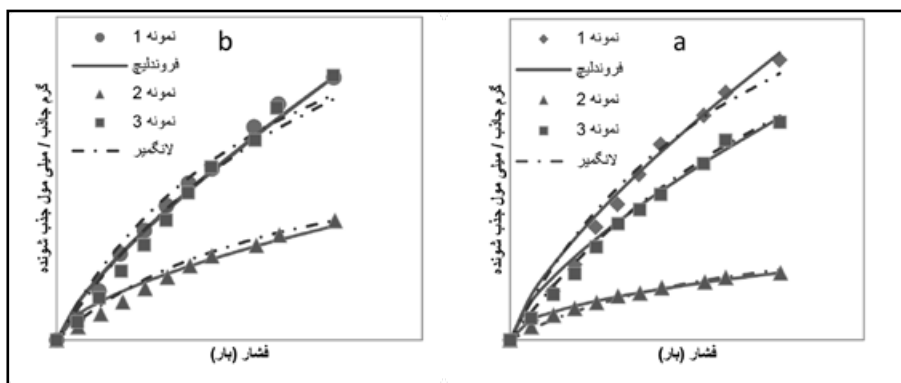 b
نمونه 1
فروندلیچ
نمونه 2
نمونه 3
لانگمیر
گرم جاذب / میلی مول جذب شونده
فشار (بار)
a
نمونه 1
فروندلیچ
نمونه 2
نمونه 3
لانگمیر
گرم جاذب / میلی مول جذب شونده
فشار (بار)